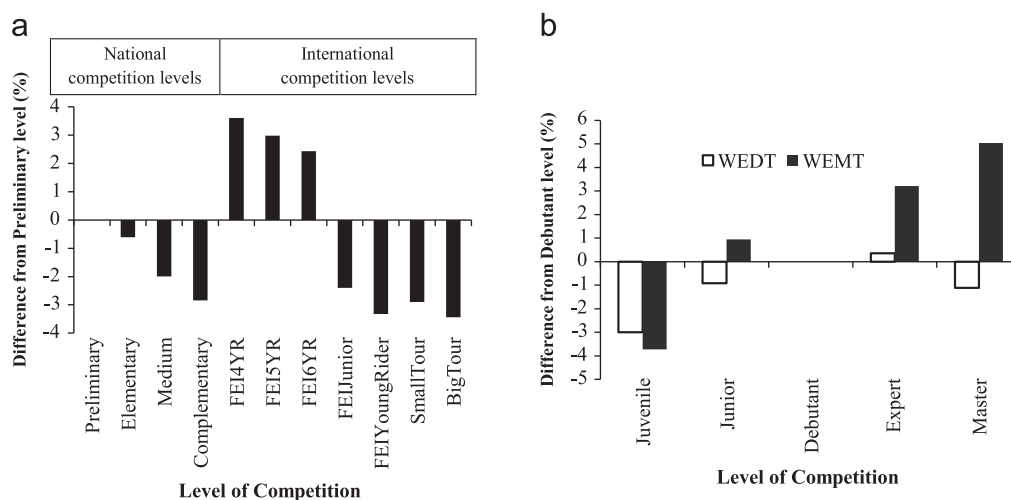 a
National
competition levels
International
competition levels
Difference from Preliminary level (%)
4
3
2
1
0
-1
-2
-3
-4
Preliminary
Elementary
Medium
Complementary
FEI4YR
FEI5YR
FEI6YR
FEIJunior
FEIYoungRider
SmallTour
BigTour
Level of Competition
b
Difference from Debutant level (%)
6
5
4
3
2
1
0
-1
-2
-3
-4
-5
WEDT WEMT
Juvenile
Junior
Debutant
Expert
Master
Level of Competition